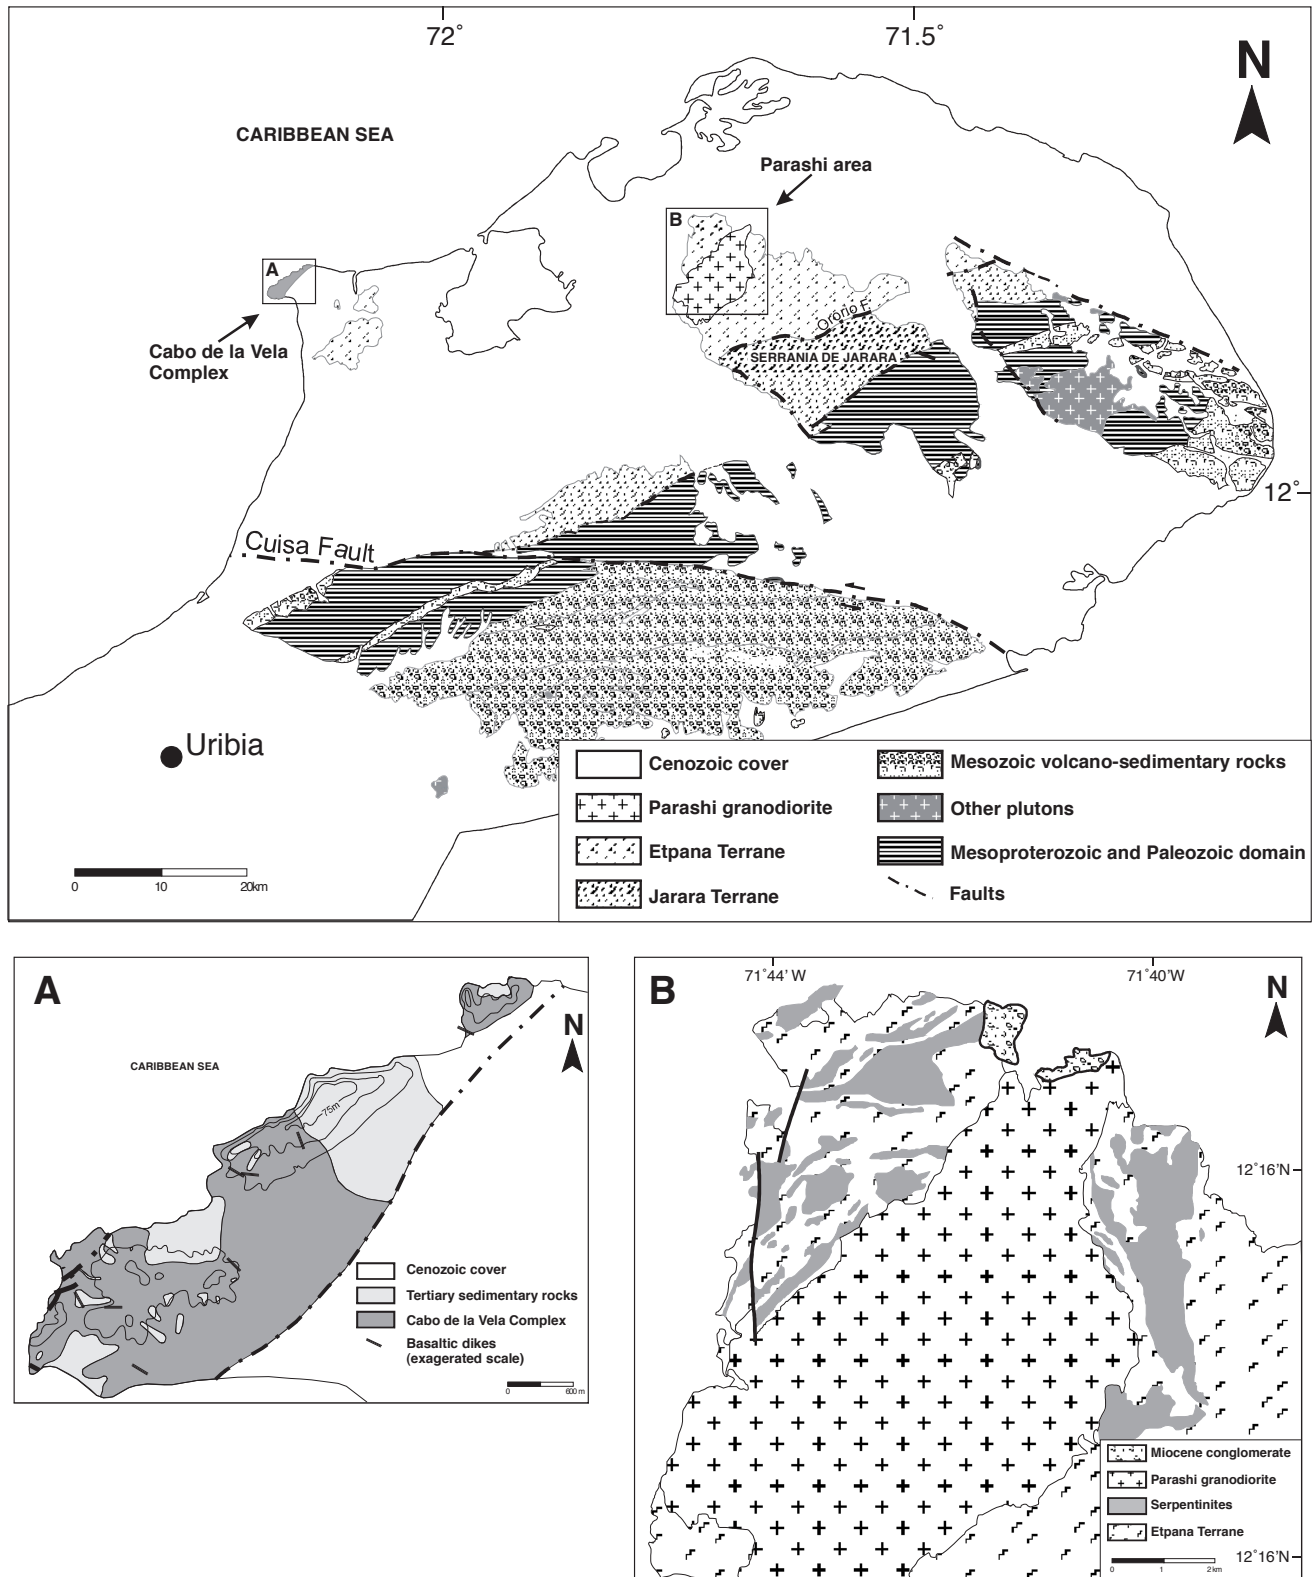 72°
71.5°
N
CARIBBEAN SEA
Parashi area
B
A
Cabo de la Vela
Complex
Orório F.
SERRANIA DE JARARA
12°
Cuisa Fault
Uribia
Cenozoic cover
Parashi granodiorite
Etpana Terrane
Jarara Terrane
Mesozoic volcano-sedimentary rocks
Other plutons
Mesoproterozoic and Paleozoic domain
Faults
0 10 20km
A
N
CARIBBEAN SEA
75m
Cenozoic cover
Tertiary sedimentary rocks
Cabo de la Vela Complex
Basaltic dikes
(exagerated scale)
0 600 m
B
71°44' W
71°40'W
N
12°16'N
Miocene conglomerate
Parashi granodiorite
Serpentinites
Etpana Terrane
0 1 2 km
12°16'N